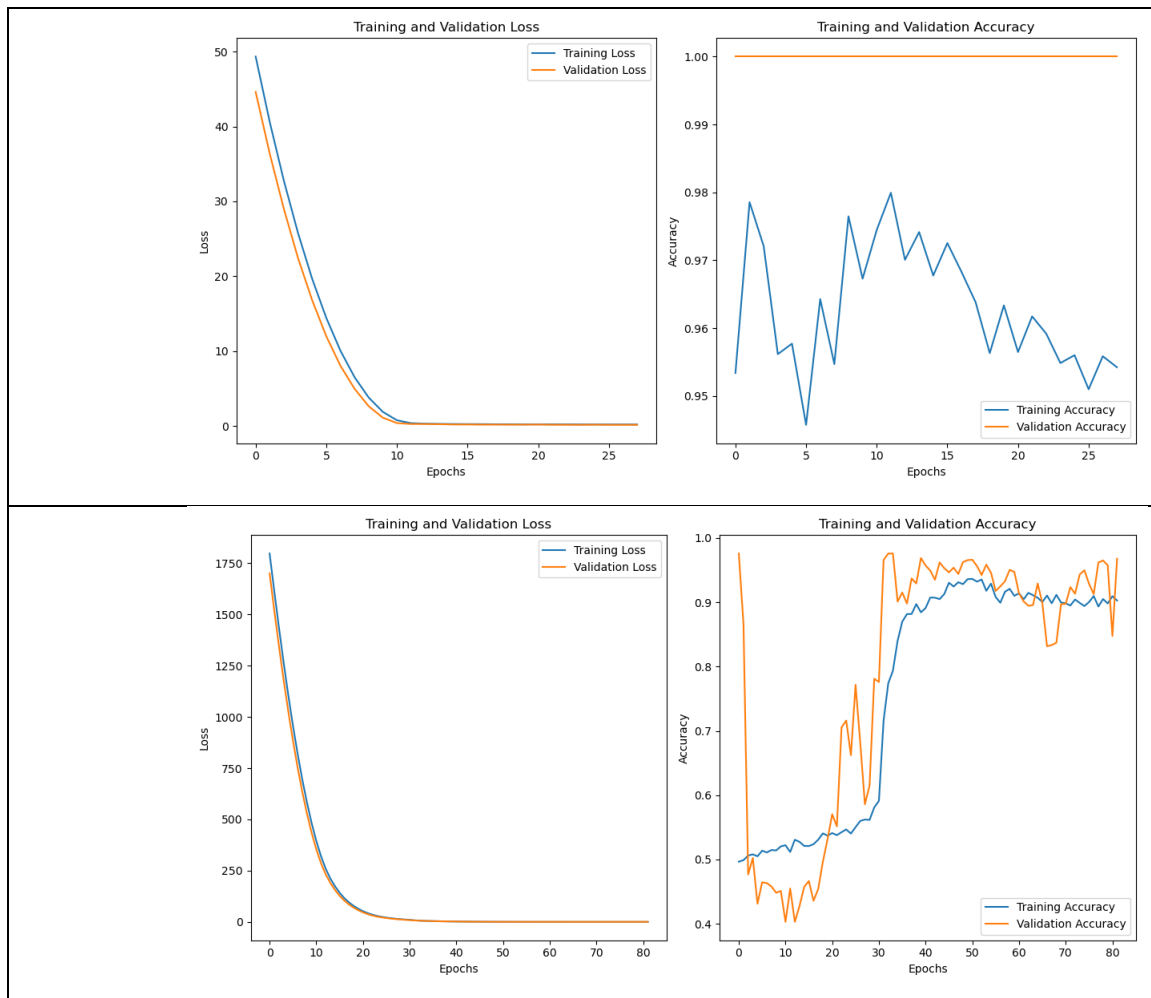 Training and Validation Loss
50
40
30
20
10
0
Loss
0 5 10 15 20 25
Epochs
Training Loss
Validation Loss
Training and Validation Accuracy
1.00
0.99
0.98
0.97
0.96
0.95
Accuracy
0 5 10 15 20 25
Epochs
Training Accuracy
Validation Accuracy
Training and Validation Loss
1750
1500
1250
1000
750
500
250
0
Loss
0 10 20 30 40 50 60 70 80
Epochs
Training Loss
Validation Loss
Training and Validation Accuracy
1.0
0.9
0.8
0.7
0.6
0.5
0.4
Accuracy
0 10 20 30 40 50 60 70 80
Epochs
Training Accuracy
Validation Accuracy